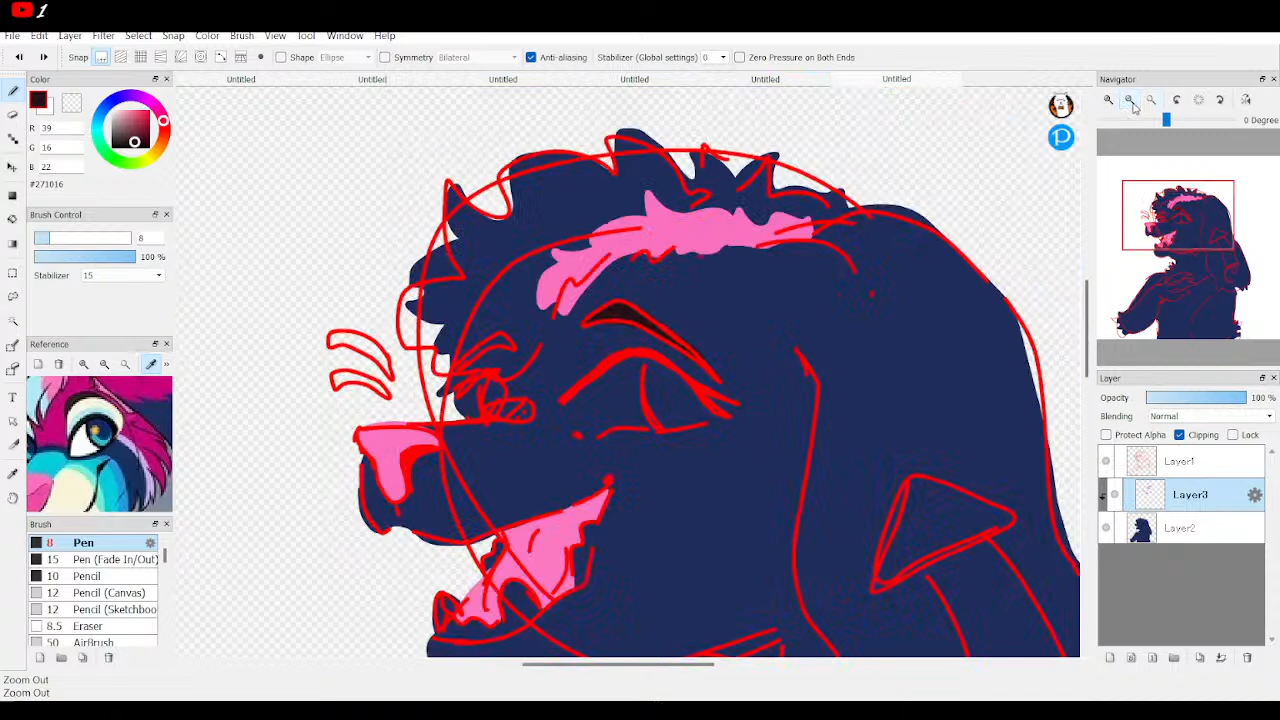 1
File Edit Layer Filter Select Snap Color Brush View Tool Window Help
Snap Shape Ellipse Symmetry Bilateral Anti-aliasing Stabilizer (Global settings) 0 Zero Pressure on Both Ends
Color Untitled Untitled Untitled Untitled Untitled Untitled Navigator
R 39
G 16
B 22
#271016
0 Degree
Brush Control
8
100 %
Stabilizer 15
Reference
Layer
Opacity 100 %
Blending Normal
Protect Alpha Clipping Lock
Layer1
Layer3
Layer2
Brush
8 Pen
15 Pen (Fade In/Out)
10 Pencil
12 Pencil (Canvas)
12 Pencil (Sketchboo
8.5 Eraser
50 AirBrush
Zoom Out
Zoom Out